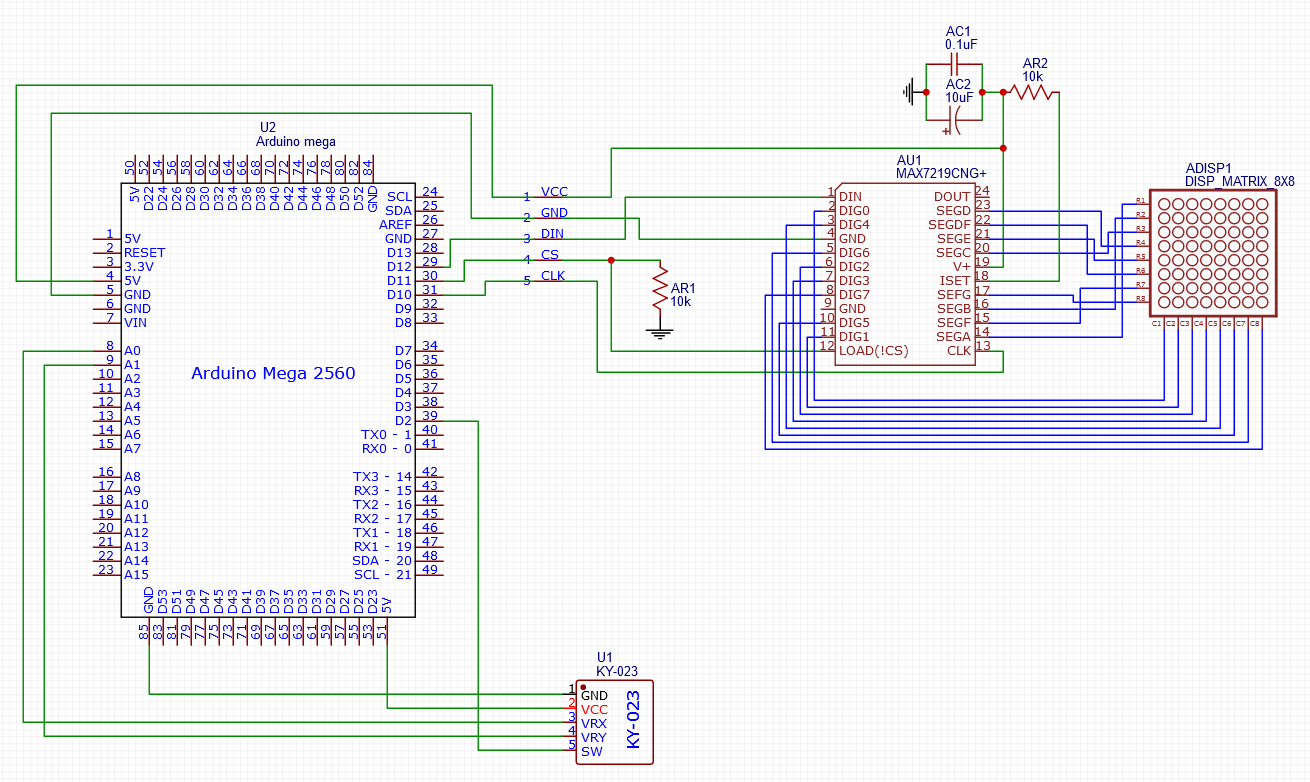 AC1
0.1uF
AC2
10uF
+
AR2
10k
U2
Arduino mega
50 52 54 56 58 60 62 64 66 68 70 72 74 76 78 80 82 84
5V D22 D24 D26 D28 D30 D32 D34 D36 D38 D40 D42 D44 D46 D48 D50 D52 GND
1 5V
2 RESET
3 3.3V
4 5V
5 GND
6 GND
7 VIN
8 A0
9 A1
10 A2
11 A3
12 A4
13 A5
14 A6
15 A7
16 A8
17 A9
18 A10
19 A11
20 A12
21 A13
22 A14
23 A15
Arduino Mega 2560
SCL 24
SDA 25
AREF 26
GND 27
D13 28
D12 29
D11 30
D10 31
D9 32
D8 33
D7 34
D6 35
D5 36
D4 37
D3 38
D2 39
TX0 - 1 40
RX0 - 0 41
TX3 - 14 42
RX3 - 15 43
TX2 - 16 44
RX2 - 17 45
TX1 - 18 46
RX1 - 19 47
SDA - 20 48
SCL - 21 49
GND D53 D51 D49 D47 D45 D43 D41 D39 D37 D35 D33 D31 D29 D27 D25 D23 5V
85 83 81 79 77 75 73 71 69 67 65 63 61 59 57 55 53 51
1 VCC
2 GND
3 DIN
4 CS
5 CLK
AR1
10k
AU1
MAX7219CNG+
1 DIN
2 DIG0
3 DIG4
4 GND
5 DIG6
6 DIG2
7 DIG3
8 DIG7
9 GND
10 DIG5
11 DIG1
12 LOAD(!CS)
DOUT 24
SEGD 23
SEGDF 22
SEGE 21
SEGC 20
V+ 19
ISET 18
SEFG 17
SEGB 16
SEGF 15
SEGA 14
CLK 13
ADISP1
DISP_MATRIX_8X8
R1
R2
R3
R4
R5
R6
R7
R8
C1 C2 C3 C4 C5 C6 C7 C8
U1
KY-023
1 GND
2 VCC
3 VRX
4 VRY
5 SW
KY-023